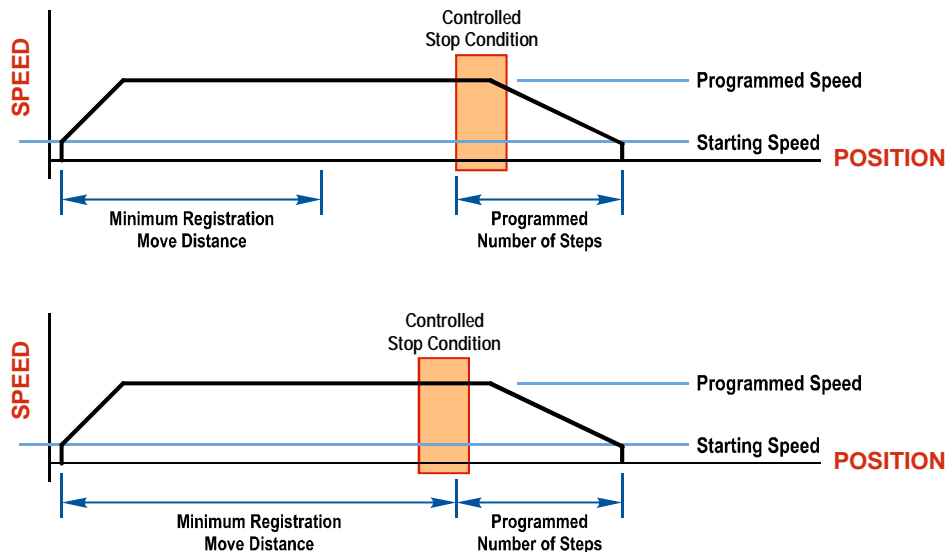 Controlled
Stop Condition
SPEED
Programmed Speed
Starting Speed
POSITION
Minimum Registration
Move Distance
Programmed
Number of Steps
Controlled
Stop Condition
SPEED
Programmed Speed
Starting Speed
POSITION
Minimum Registration
Move Distance
Programmed
Number of Steps